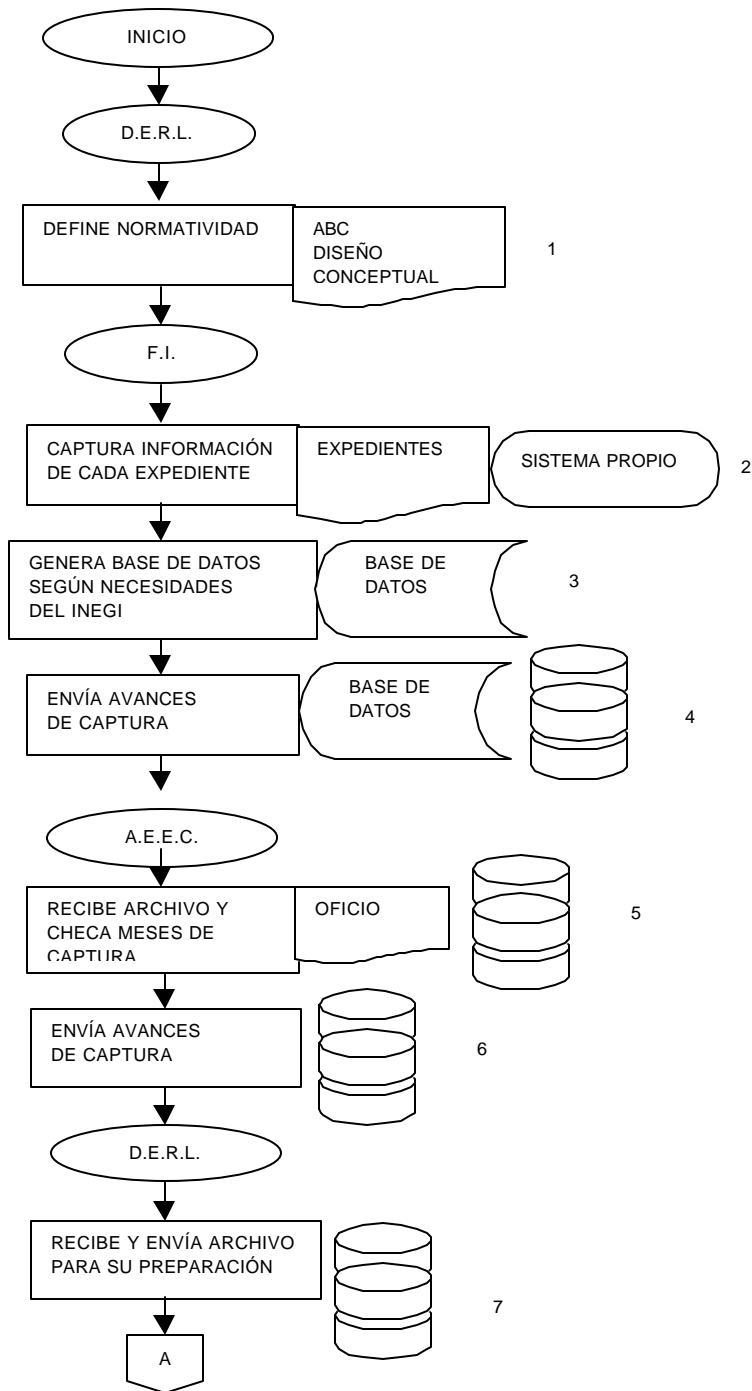 INICIO
D.E.R.L.
DEFINE NORMATIVIDAD
ABC
DISEÑO
CONCEPTUAL
1
F.I.
CAPTURA INFORMACIÓN
DE CADA EXPEDIENTE
EXPEDIENTES
SISTEMA PROPIO
2
GENERA BASE DE DATOS
SEGÚN NECESIDADES
DEL INEGI
BASE DE
DATOS
3
ENVÍA AVANCES
DE CAPTURA
BASE DE
DATOS
4
A.E.E.C.
RECIBE ARCHIVO Y
CHECA MESES DE
CAPTURA
OFICIO
5
ENVÍA AVANCES
DE CAPTURA
6
D.E.R.L.
RECIBE Y ENVÍA ARCHIVO
PARA SU PREPARACIÓN
7
A